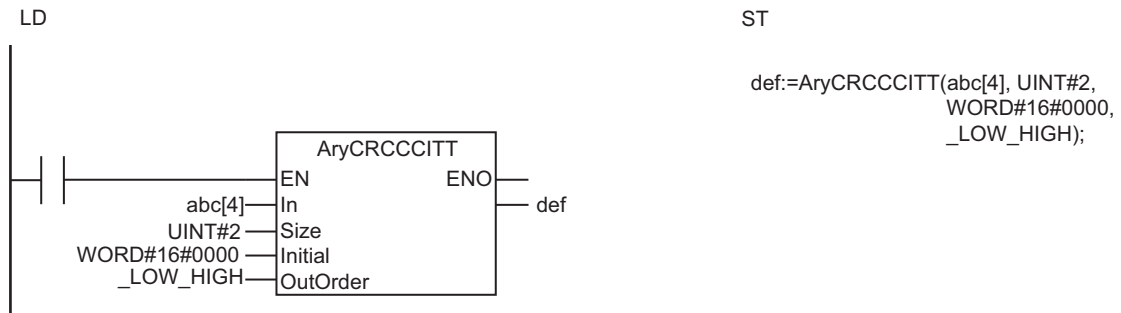 LD
ST
def:=AryCRCCCITT(abc[4], UINT#2,
WORD#16#0000,
_LOW_HIGH);
AryCRCCCITT
EN ENO
abc[4] In def
UINT#2 Size
WORD#16#0000 Initial
_LOW_HIGH OutOrder